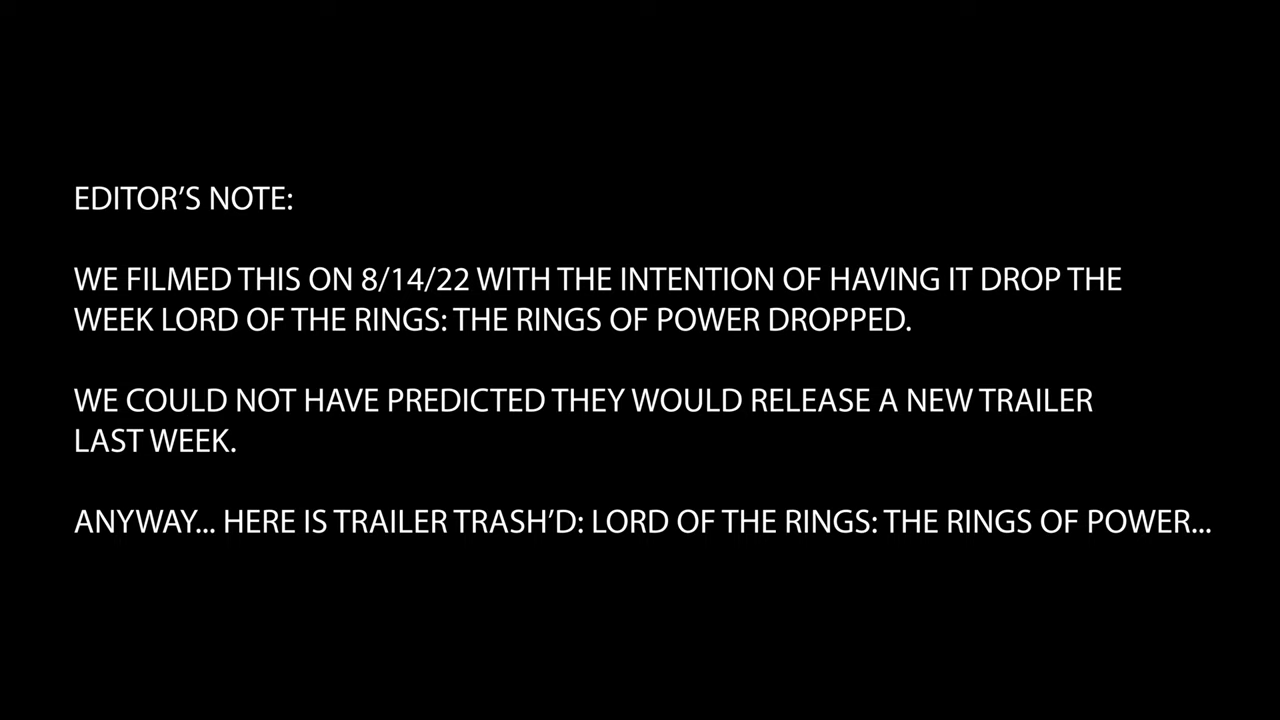 EDITOR’S NOTE:
WE FILMED THIS ON 8/14/22 WITH THE INTENTION OF HAVING IT DROP THE
WEEK LORD OF THE RINGS: THE RINGS OF POWER DROPPED.
WE COULD NOT HAVE PREDICTED THEY WOULD RELEASE A NEW TRAILER
LAST WEEK.
ANYWAY... HERE IS TRAILER TRASH’D: LORD OF THE RINGS: THE RINGS OF POWER...